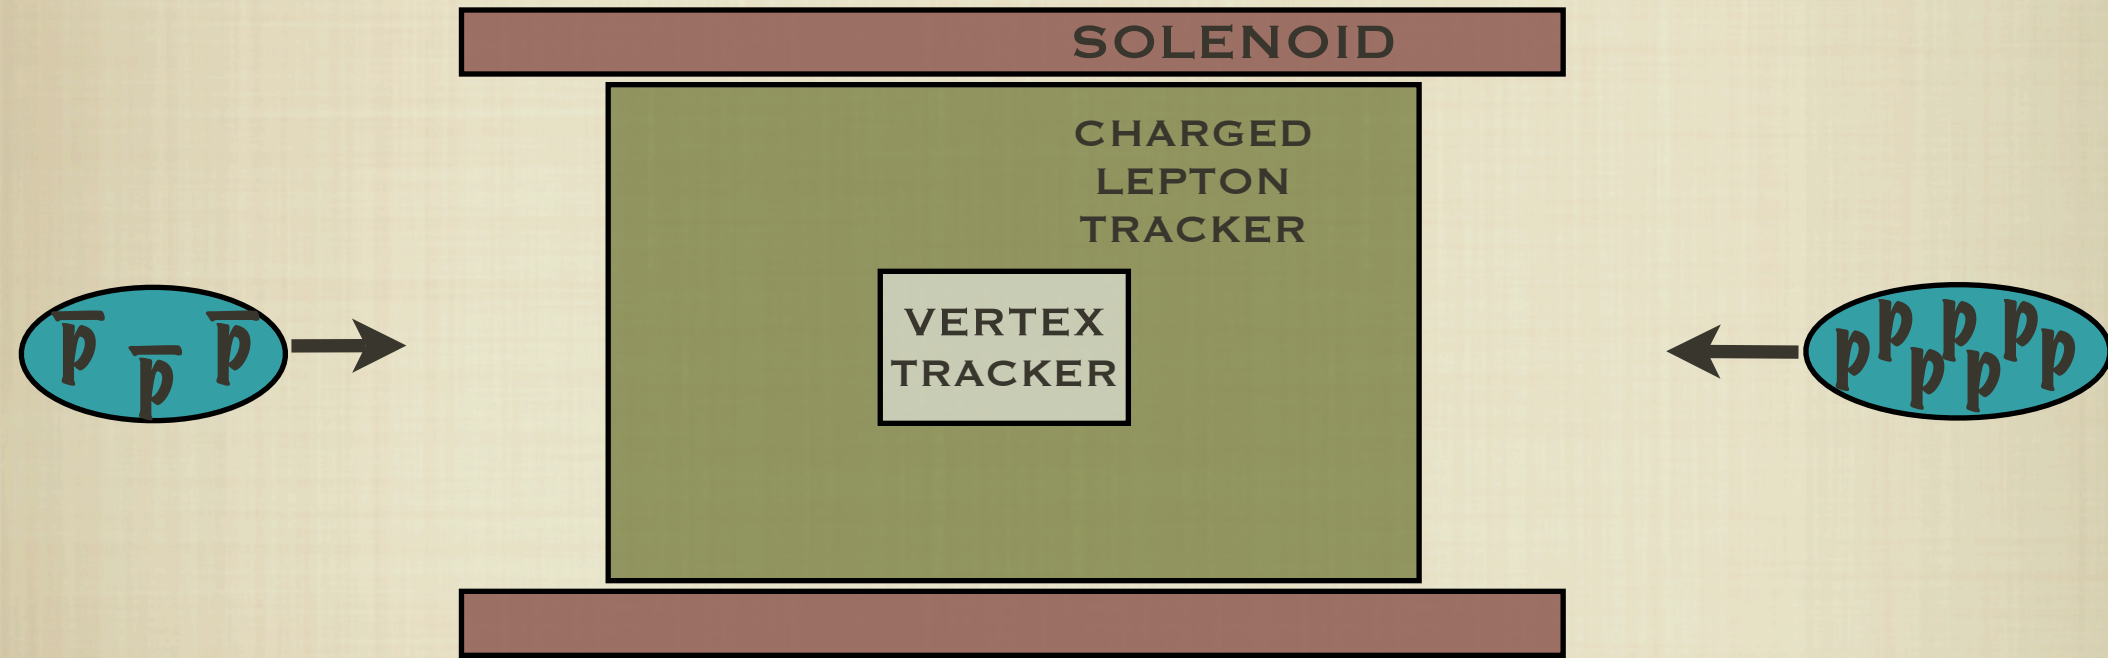 SOLENOID
CHARGED
LEPTON
TRACKER
VERTEX
TRACKER
p̅ p̅ p̅
p p p p p p p